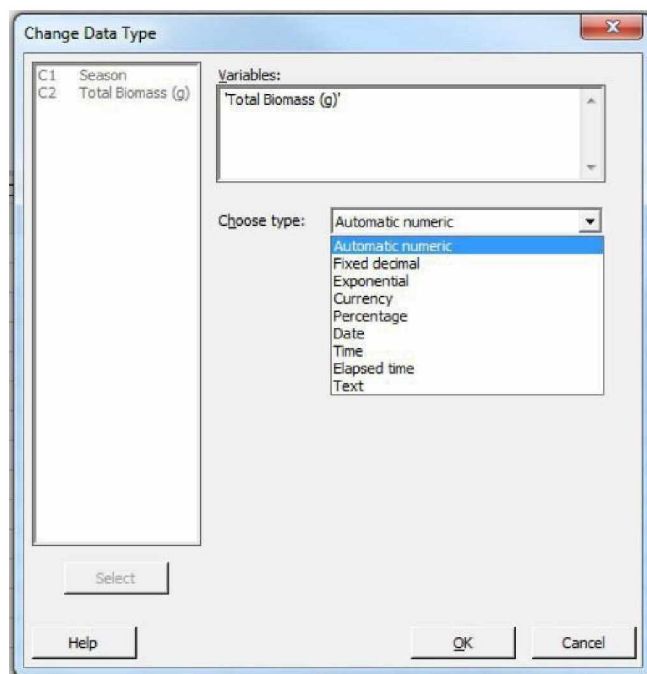 Change Data Type
C1 Season
C2 Total Biomass (g)
Variables:
'Total Biomass (g)'
Choose type:
Automatic numeric
Automatic numeric
Fixed decimal
Exponential
Currency
Percentage
Date
Time
Elapsed time
Text
Select
Help
OK
Cancel